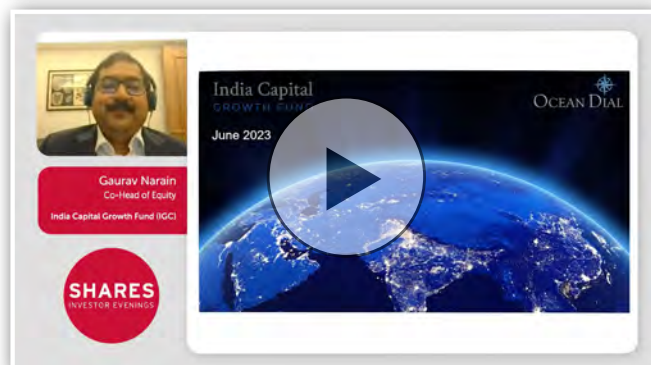 Gaurav Narain
Co-Head of Equity
India Capital Growth Fund (IGC)
SHARES
INVESTOR EVENINGS
India Capital
GROWTH FUND
June 2023
OCEAN DIAL